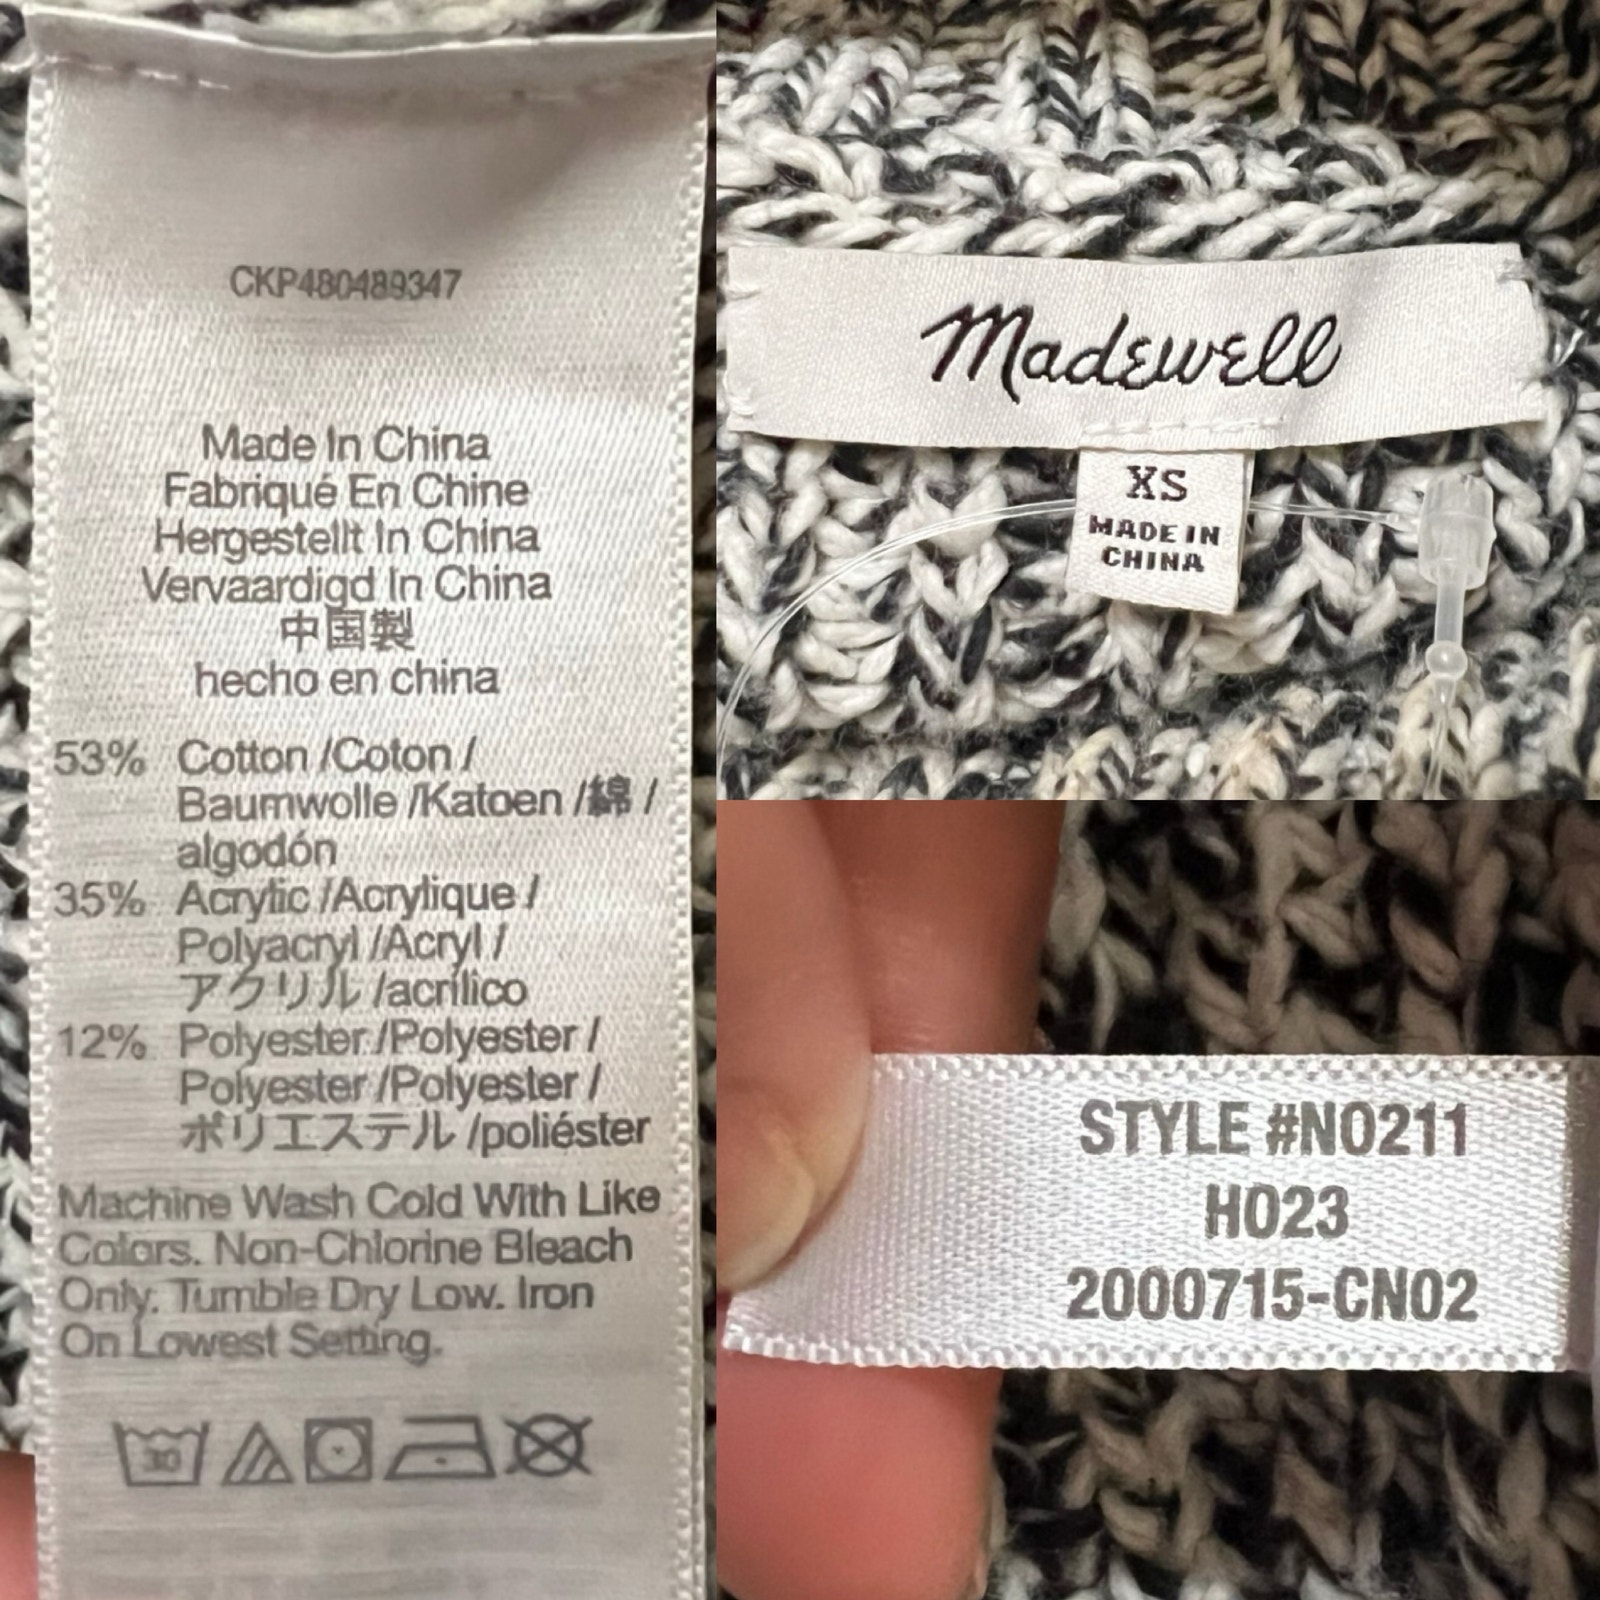 CKP480489347
Made In China
Fabriqué En Chine
Hergestellt In China
Vervaardigd In China
中国製
hecho en china
53% Cotton /Coton /
Baumwolle /Katoen /綿 /
algodón
35% Acrylic /Acrylique /
Polyacryl /Acryl /
アクリル /acrílico
12% Polyester /Polyester /
Polyester /Polyester /
ポリエステル /poliéster
Machine Wash Cold With Like
Colors. Non-Chlorine Bleach
Only. Tumble Dry Low. Iron
On Lowest Setting.
30
Madewell
XS
MADE IN
CHINA
STYLE #NO211
HO23
2000715-CN02